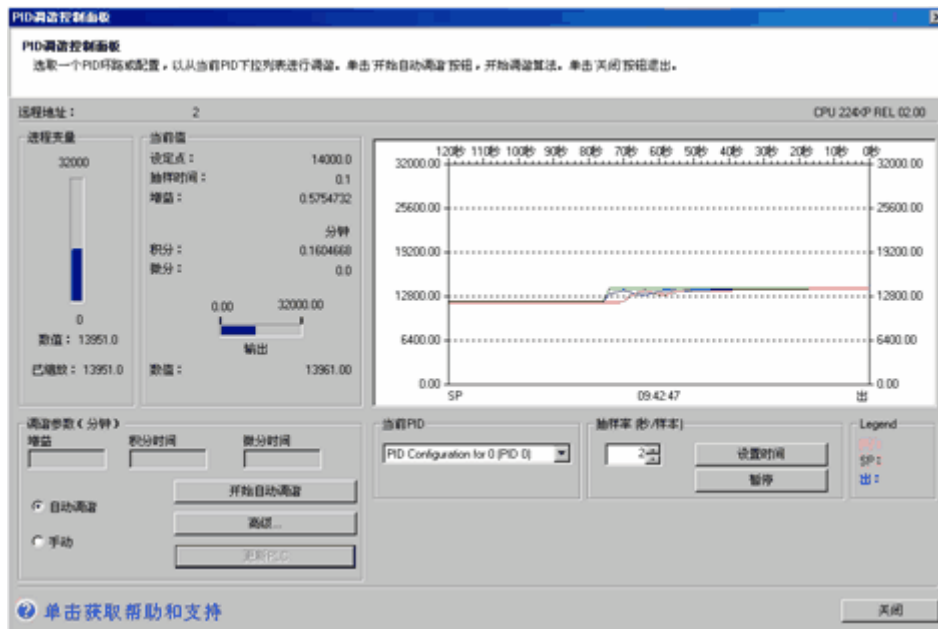 PID调谐控制面板
PID调谐控制面板
选取一个PID环路或配置，以从当前PID下拉列表进行调谐。单击'开始自动调谐'按钮，开始调谐算法。单击'关闭'按钮退出。
远程地址： 2 CPU 224XP REL 02.00
进程变量
32000
0
数值： 13951.0
已缩放： 13951.0
当前值
设定点： 14000.0
抽样时间： 0.1
增益： 0.5754732
分钟
积分： 0.1604668
微分： 0.0
0.00 32000.00
输出
数值： 13961.00
120秒 110秒 100秒 90秒 80秒 70秒 60秒 50秒 40秒 30秒 20秒 10秒 0秒
32000.00 32000.00
25600.00 25600.00
19200.00 19200.00
12800.00 12800.00
6400.00 6400.00
0.00 0.00
SP 09:42:47 出
调谐参数(分钟)
增益 积分时间 微分时间
自动调谐
手动
开始自动调谐
高级...
更新PLC
当前PID
PID Configuration for 0 (PID 0)
抽样率(秒/样本)
2
设置时间
暂停
Legend
SP：
出：
单击获取帮助和支持
关闭